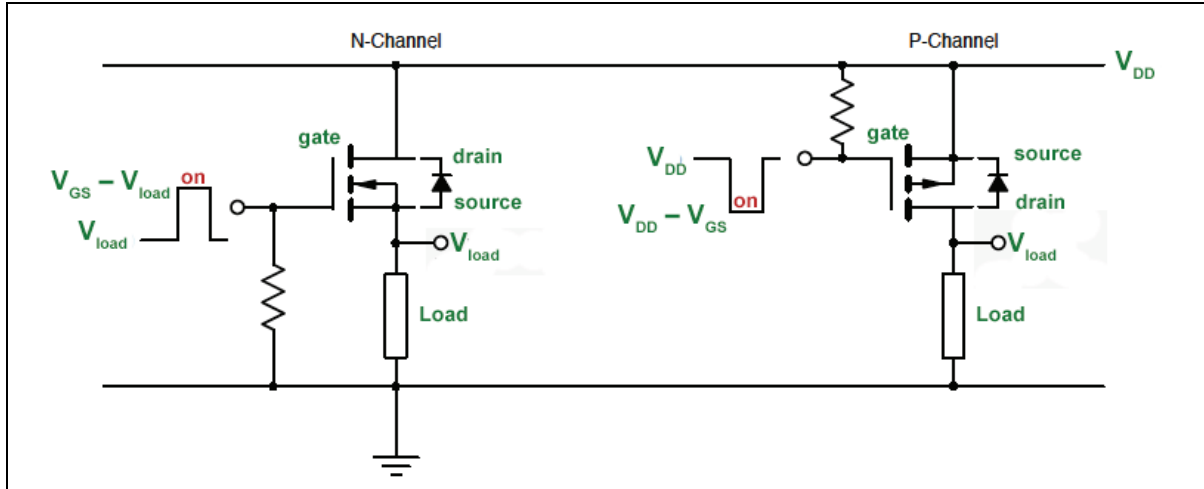 N-Channel
P-Channel
V_DD
gate
drain
source
V_GS – V_load
on
V_load
V_load
Load
gate
source
drain
V_DD
on
V_DD – V_GS
V_load
Load